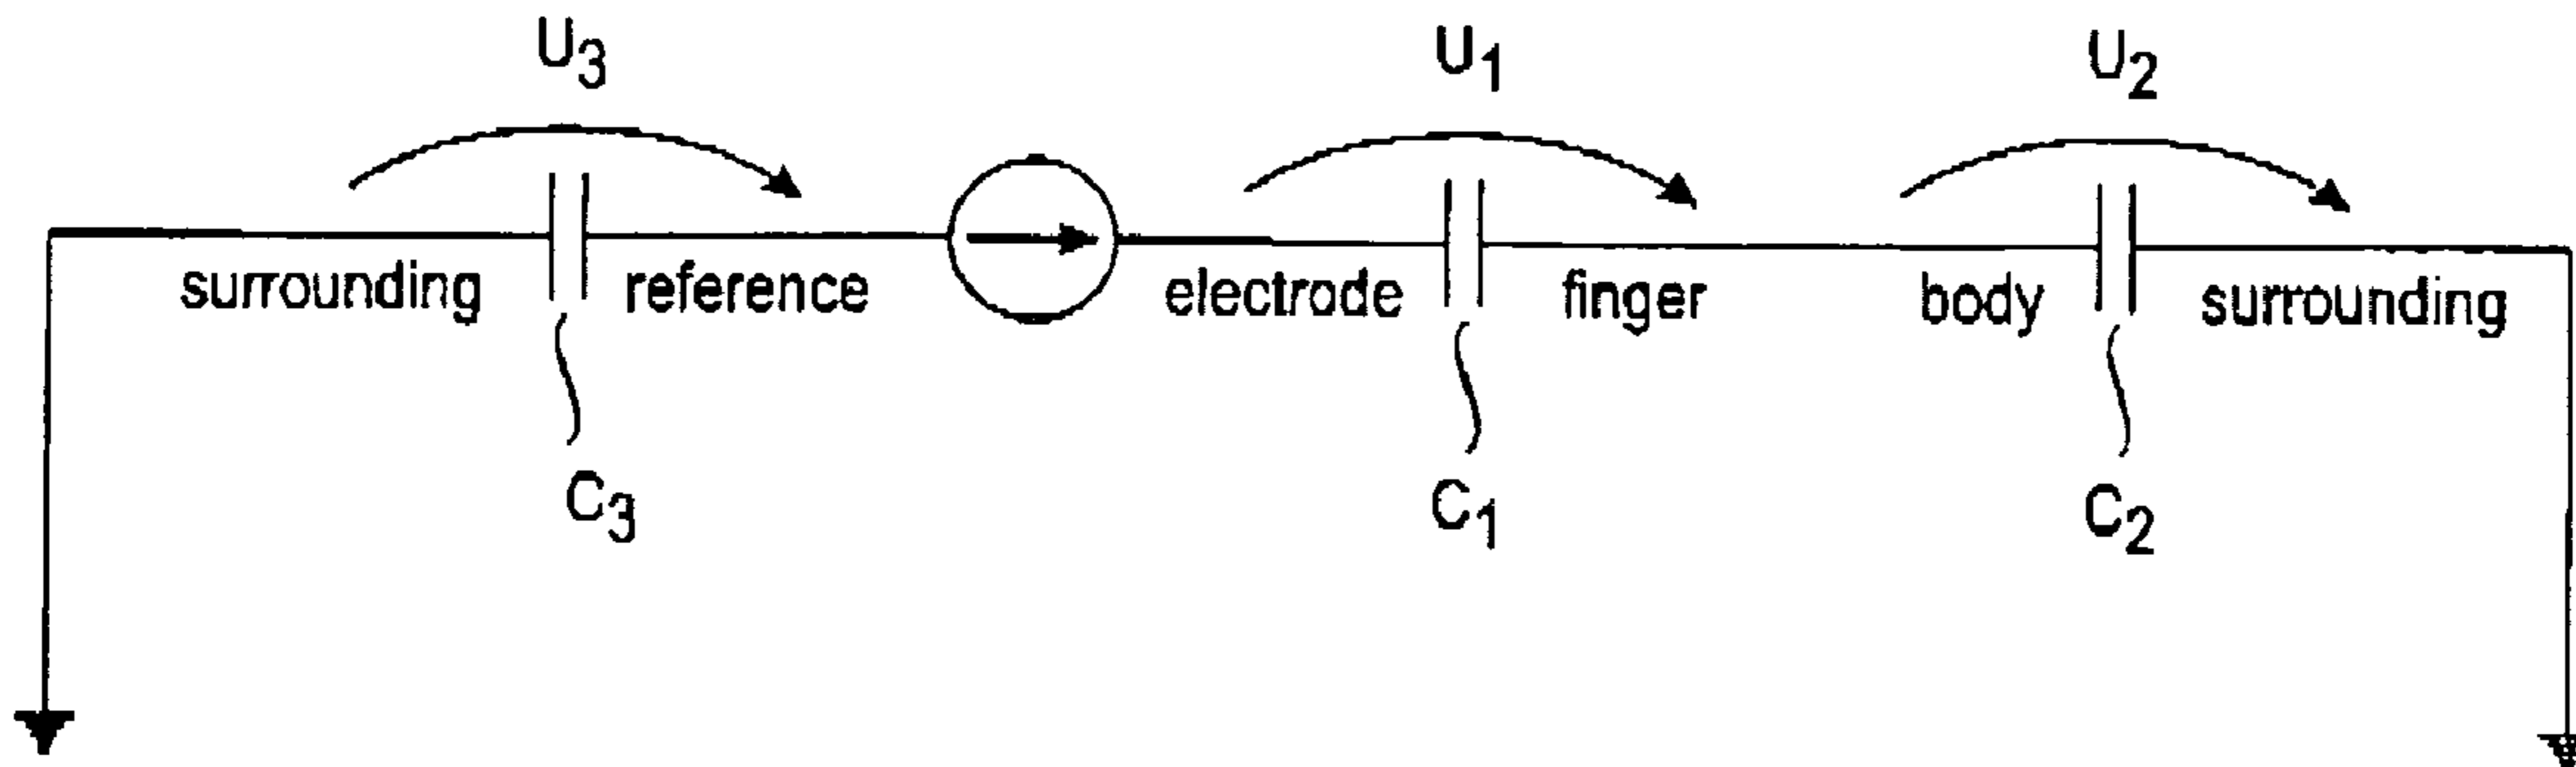 U3 U1 U2
surrounding reference electrode finger body surrounding
C3 C1 C2